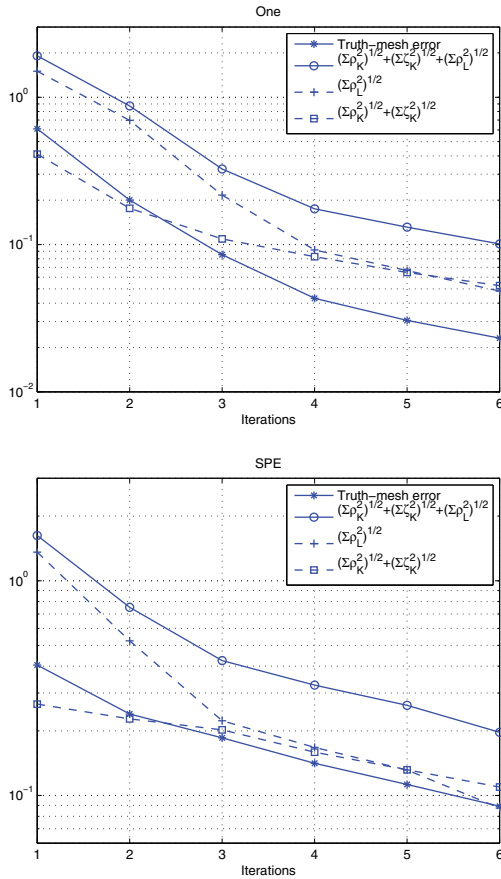 One
Truth−mesh error
(Σρ_K^2)^{1/2}+(Σζ_K^2)^{1/2}+(Σρ_L^2)^{1/2}
(Σρ_L^2)^{1/2}
(Σρ_K^2)^{1/2}+(Σζ_K^2)^{1/2}
10^0
10^{−1}
10^{−2}
1 2 3 4 5 6
Iterations
SPE
Truth−mesh error
(Σρ_K^2)^{1/2}+(Σζ_K^2)^{1/2}+(Σρ_L^2)^{1/2}
(Σρ_L^2)^{1/2}
(Σρ_K^2)^{1/2}+(Σζ_K^2)^{1/2}
10^0
10^{−1}
1 2 3 4 5 6
Iterations